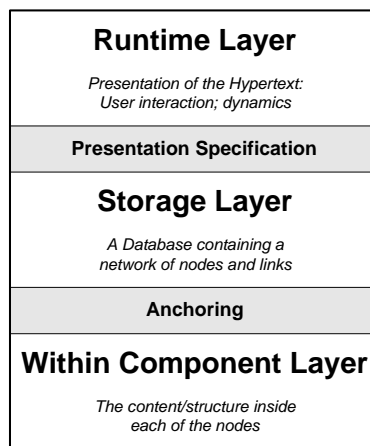 Runtime Layer
Presentation of the Hypertext:
User interaction; dynamics
Presentation Specification
Storage Layer
A Database containing a
network of nodes and links
Anchoring
Within Component Layer
The content/structure inside
each of the nodes